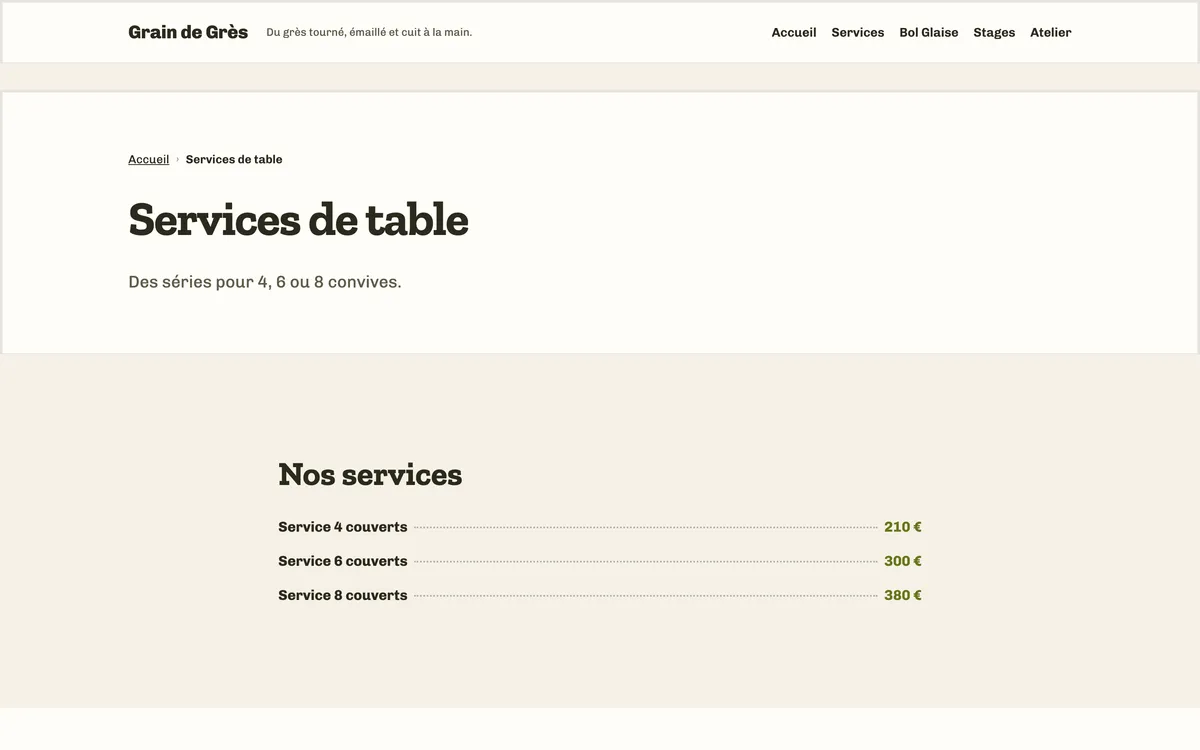 Grain de Grès Du grès tourné, émaillé et cuit à la main. Accueil Services Bol Glaise Stages Atelier
Accueil › Services de table
Services de table
Des séries pour 4, 6 ou 8 convives.
Nos services
Service 4 couverts 210 €
Service 6 couverts 300 €
Service 8 couverts 380 €